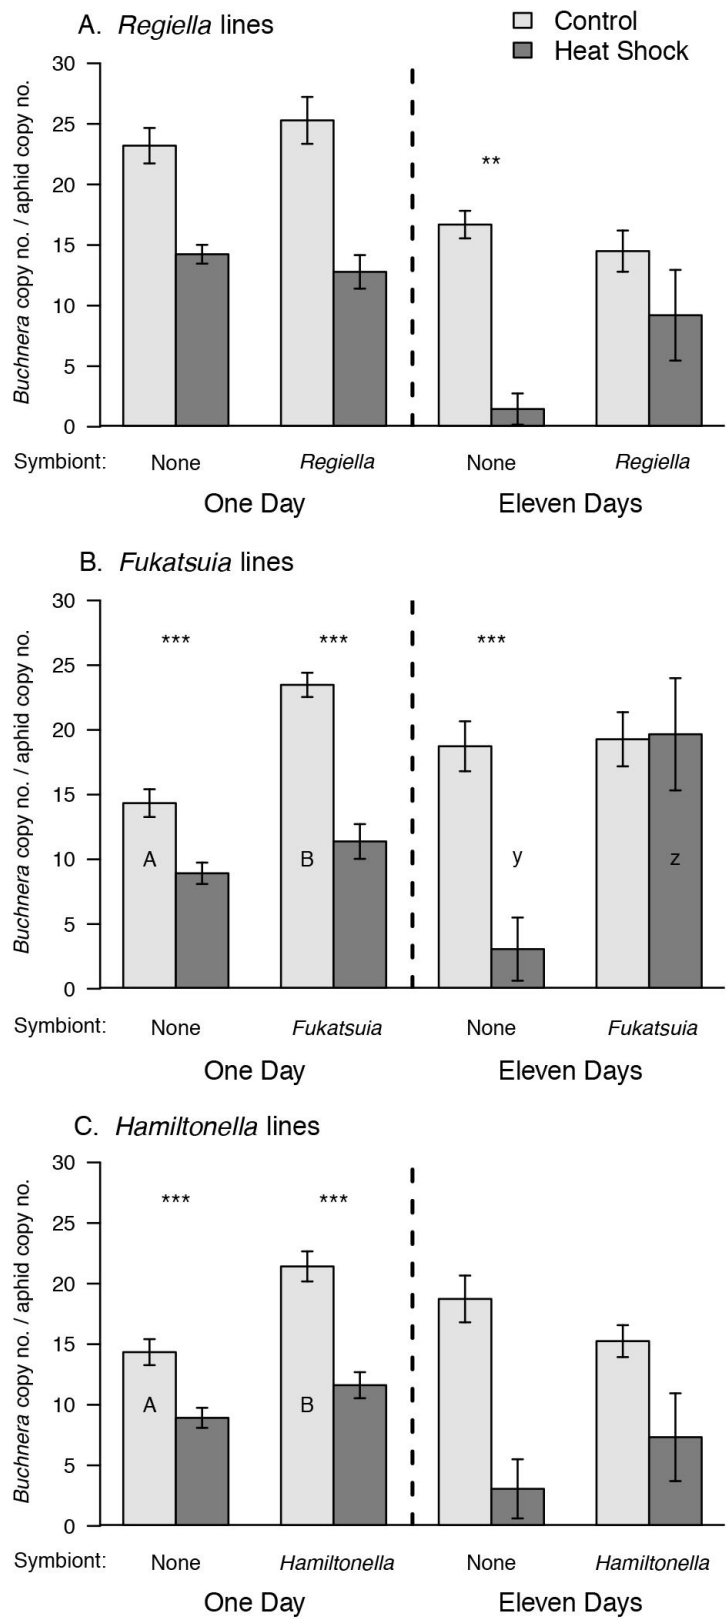 A. Regiella lines
Control
Heat Shock
Buchnera copy no. / aphid copy no.
30
25
20
15
10
5
0
**
Symbiont: None Regiella None Regiella
One Day Eleven Days
B. Fukatsuia lines
Buchnera copy no. / aphid copy no.
30
25
20
15
10
5
0
*** *** ***
A B y z
Symbiont: None Fukatsuia None Fukatsuia
One Day Eleven Days
C. Hamiltonella lines
Buchnera copy no. / aphid copy no.
30
25
20
15
10
5
0
*** ***
A B
Symbiont: None Hamiltonella None Hamiltonella
One Day Eleven Days